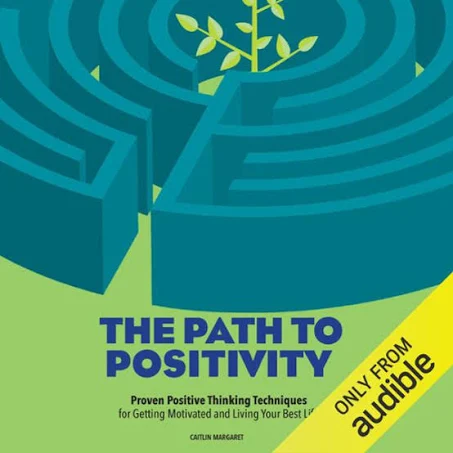 THE PATH TO
POSITIVITY
Proven Positive Thinking Techniques
for Getting Motivated and Living Your Best
CAITLIN MARGARET
ONLY FROM
audible